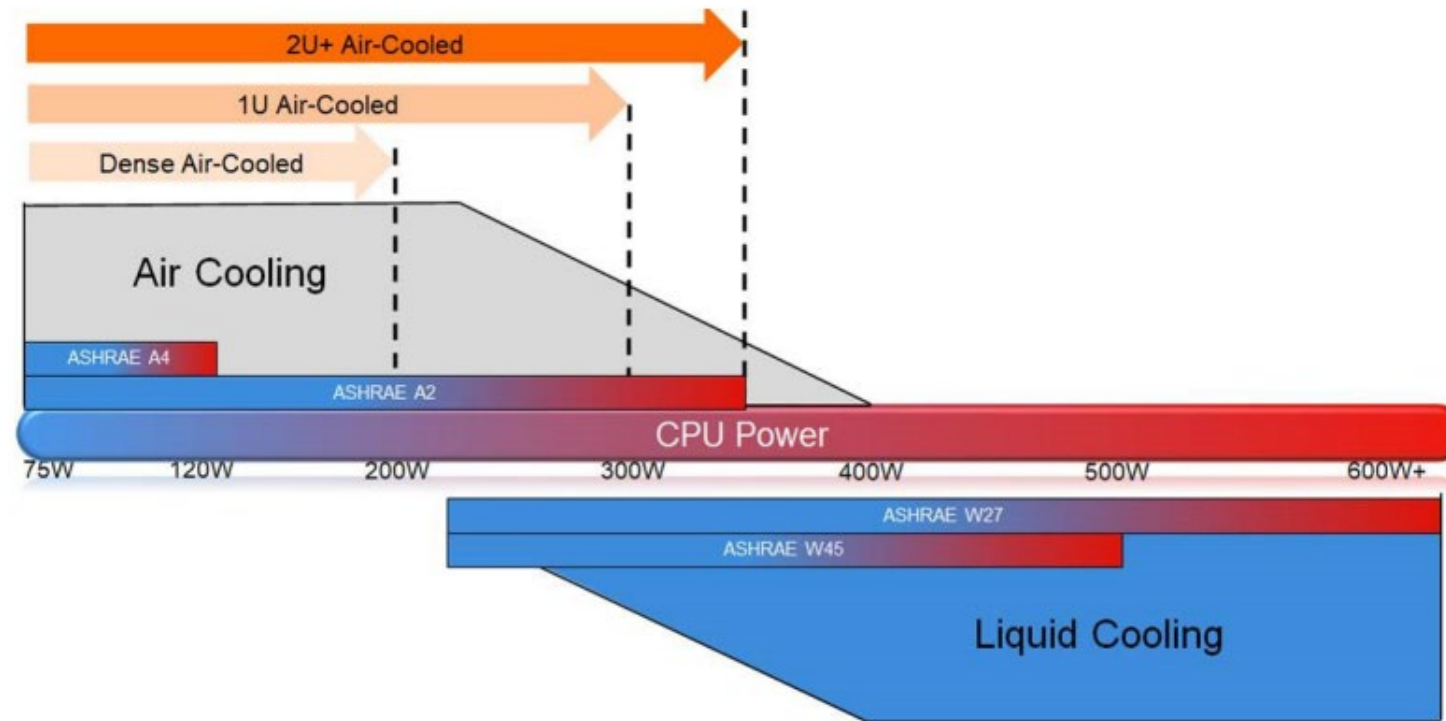 2U+ Air-Cooled
1U Air-Cooled
Dense Air-Cooled
Air Cooling
ASHRAE A4
ASHRAE A2
CPU Power
75W 120W 200W 300W 400W 500W 600W+
ASHRAE W27
ASHRAE W45
Liquid Cooling